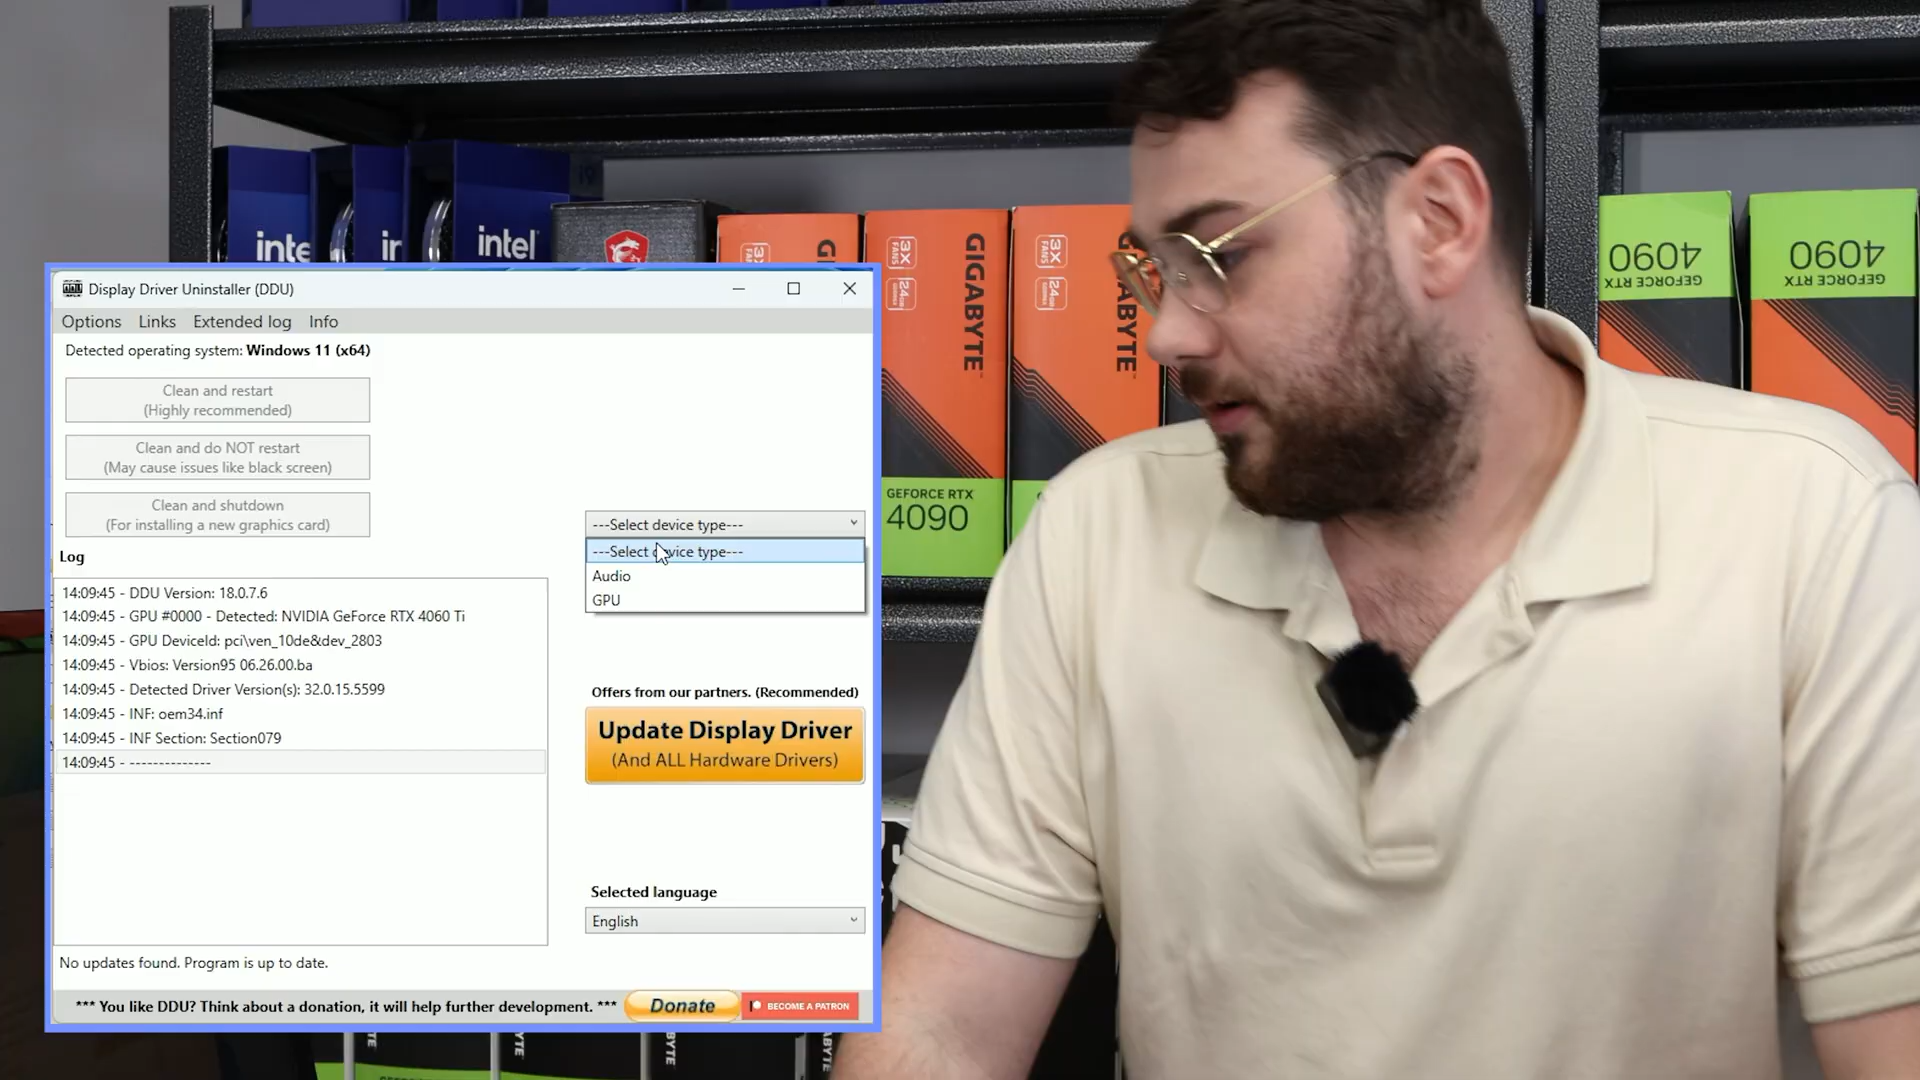 intel
GIGABYTE
GIGABYTE
3X
FANS
24GB
3X
FANS
24GB
3X
FANS
4090
GEFORCE RTX
4090
GEFORCE RTX
GEFORCE RTX
4090
Display Driver Uninstaller (DDU)
Options Links Extended log Info
Detected operating system: Windows 11 (x64)
Clean and restart
(Highly recommended)
Clean and do NOT restart
(May cause issues like black screen)
Clean and shutdown
(For installing a new graphics card)
---Select device type---
---Select device type---
Audio
GPU
Log
14:09:45 - DDU Version: 18.0.7.6
14:09:45 - GPU #0000 - Detected: NVIDIA GeForce RTX 4060 Ti
14:09:45 - GPU DeviceId: pci\ven_10de&dev_2803
14:09:45 - Vbios: Version95 06.26.00.ba
14:09:45 - Detected Driver Version(s): 32.0.15.5599
14:09:45 - INF: oem34.inf
14:09:45 - INF Section: Section079
14:09:45 - --------------
Offers from our partners. (Recommended)
Update Display Driver
(And ALL Hardware Drivers)
Selected language
English
No updates found. Program is up to date.
*** You like DDU? Think about a donation, it will help further development. ***
Donate
BECOME A PATRON